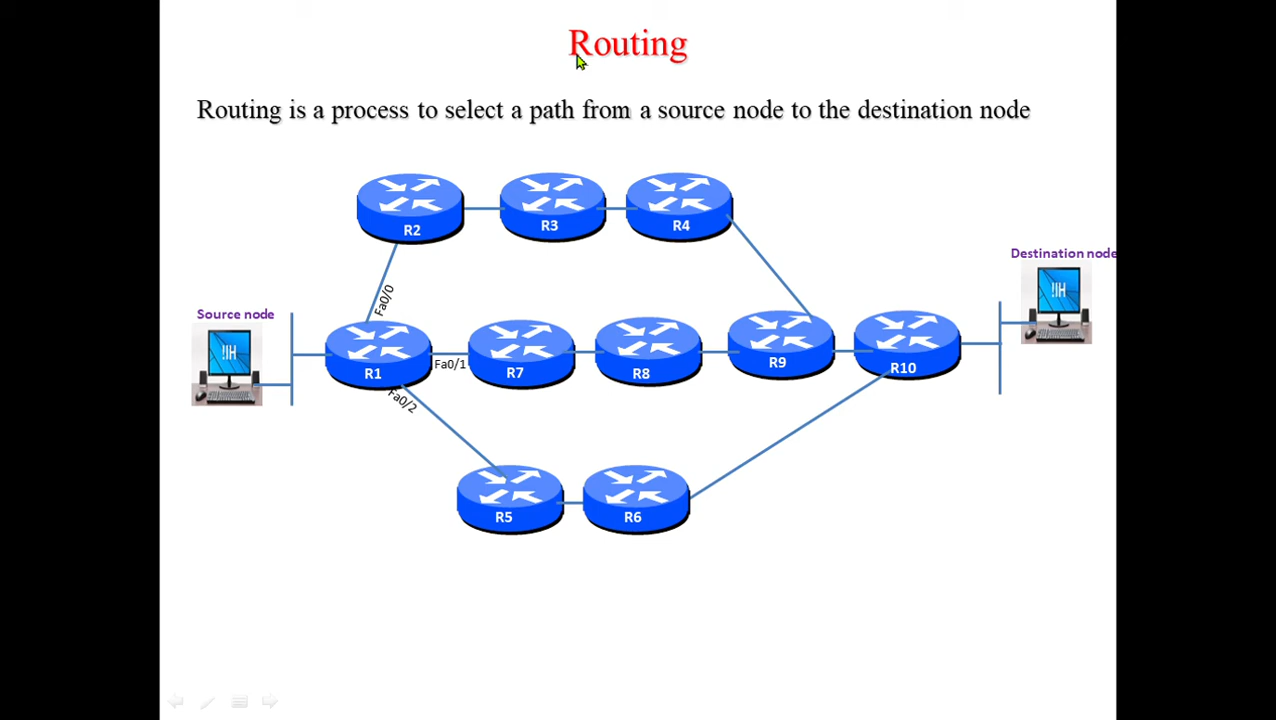 Routing
Routing is a process to select a path from a source node to the destination node
R2
R3
R4
Destination node
Fa0/0
Source node
R1
Fa0/1
R7
R8
R9
R10
Fa0/2
R5
R6